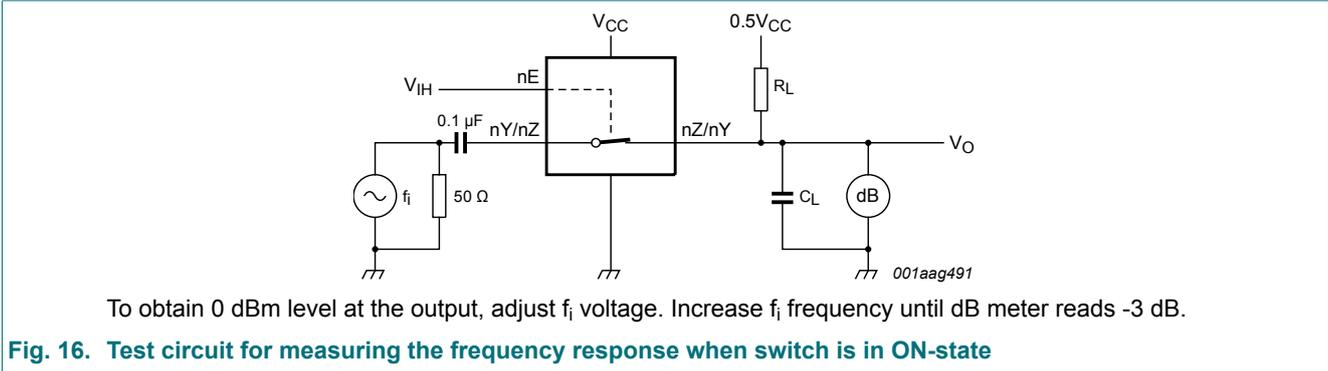 VCC
0.5VCC
VIH
nE
RL
0.1 µF
nY/nZ
nZ/nY
VO
fi
50 Ω
CL
dB
001aag491
To obtain 0 dBm level at the output, adjust fi voltage. Increase fi frequency until dB meter reads -3 dB.
Fig. 16. Test circuit for measuring the frequency response when switch is in ON-state